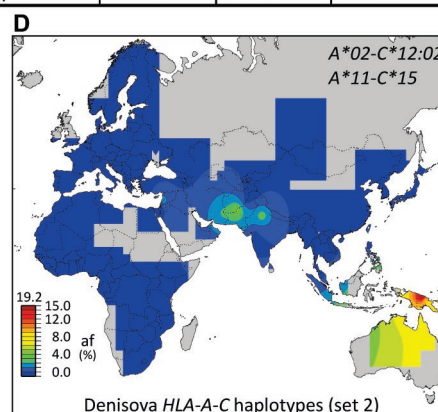 D
A*02-C*12:02
A*11-C*15
19.2
15.0
12.0
8.0
4.0
0.0
af
(%)
Denisova HLA-A-C haplotypes (set 2)